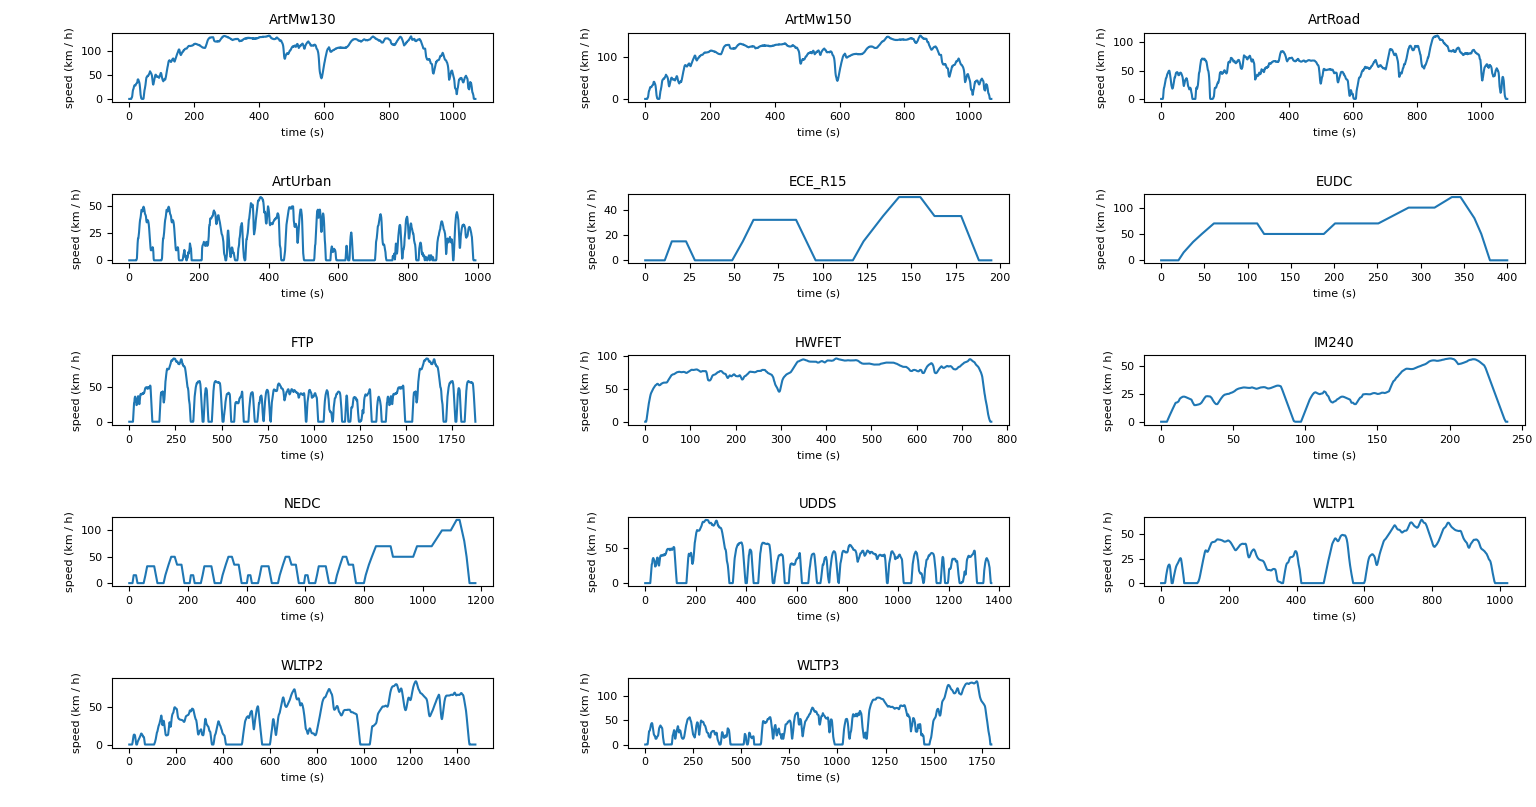 ArtMw130
ArtMw150
ArtRoad
speed (km / h)
100
50
0
0 200 400 600 800 1000
time (s)
speed (km / h)
100
0
0 200 400 600 800 1000
time (s)
speed (km / h)
100
50
0
0 200 400 600 800 1000
time (s)
ArtUrban
ECE_R15
EUDC
speed (km / h)
50
25
0
0 200 400 600 800 1000
time (s)
speed (km / h)
40
20
0
0 25 50 75 100 125 150 175 200
time (s)
speed (km / h)
100
50
0
0 50 100 150 200 250 300 350 400
time (s)
FTP
HWFET
IM240
speed (km / h)
50
0
0 250 500 750 1000 1250 1500 1750
time (s)
speed (km / h)
100
50
0
0 100 200 300 400 500 600 700 800
time (s)
speed (km / h)
50
25
0
0 50 100 150 200 250
time (s)
NEDC
UDDS
WLTP1
speed (km / h)
100
50
0
0 200 400 600 800 1000 1200
time (s)
speed (km / h)
50
0
0 200 400 600 800 1000 1200 1400
time (s)
speed (km / h)
50
25
0
0 200 400 600 800 1000
time (s)
WLTP2
WLTP3
speed (km / h)
50
0
0 200 400 600 800 1000 1200 1400
time (s)
speed (km / h)
100
50
0
0 250 500 750 1000 1250 1500 1750
time (s)